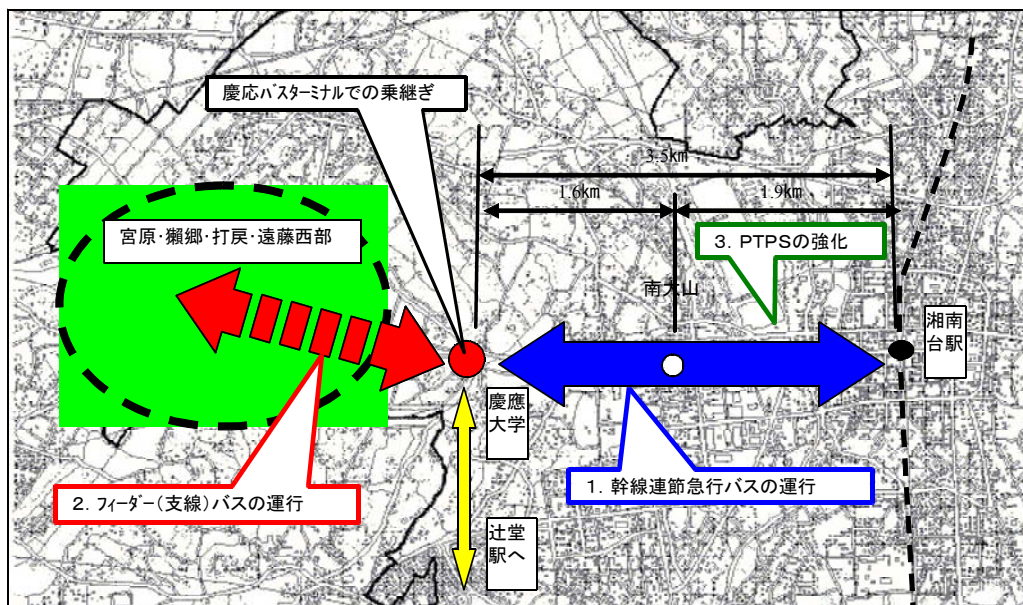 慶応バスターミナルでの乗継ぎ
3.5km
1.6km
1.9km
宮原・獺郷・打戻・遠藤西部
3．PTPSの強化
南大山
湘南
台駅
慶應
大学
1．幹線連節急行バスの運行
2．フィーダー（支線）バスの運行
辻堂
駅へ